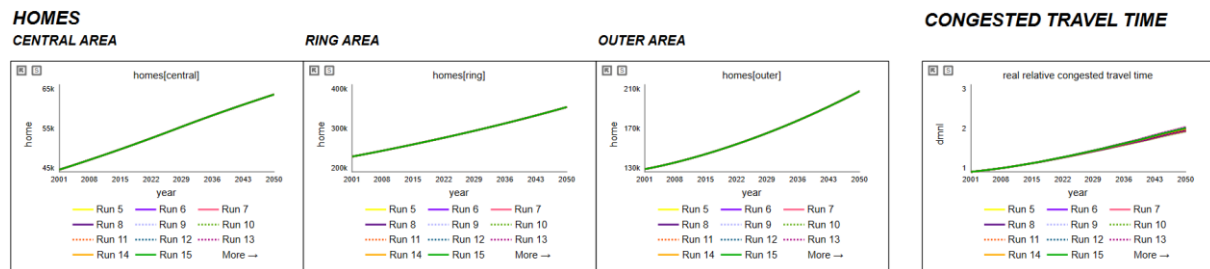 HOMES
CENTRAL AREA
RING AREA
OUTER AREA
CONGESTED TRAVEL TIME
homes[central]
65k
55k
45k
home
2001 2008 2015 2022 2029 2036 2043 2050
year
Run 5 Run 6 Run 7
Run 8 Run 9 Run 10
Run 11 Run 12 Run 13
Run 14 Run 15 More →
homes[ring]
400k
300k
200k
home
2001 2008 2015 2022 2029 2036 2043 2050
year
Run 5 Run 6 Run 7
Run 8 Run 9 Run 10
Run 11 Run 12 Run 13
Run 14 Run 15 More →
homes[outer]
210k
170k
130k
home
2001 2008 2015 2022 2029 2036 2043 2050
year
Run 5 Run 6 Run 7
Run 8 Run 9 Run 10
Run 11 Run 12 Run 13
Run 14 Run 15 More →
real relative congested travel time
3
2
1
dmnl
2001 2008 2015 2022 2029 2036 2043 2050
year
Run 5 Run 6 Run 7
Run 8 Run 9 Run 10
Run 11 Run 12 Run 13
Run 14 Run 15 More →